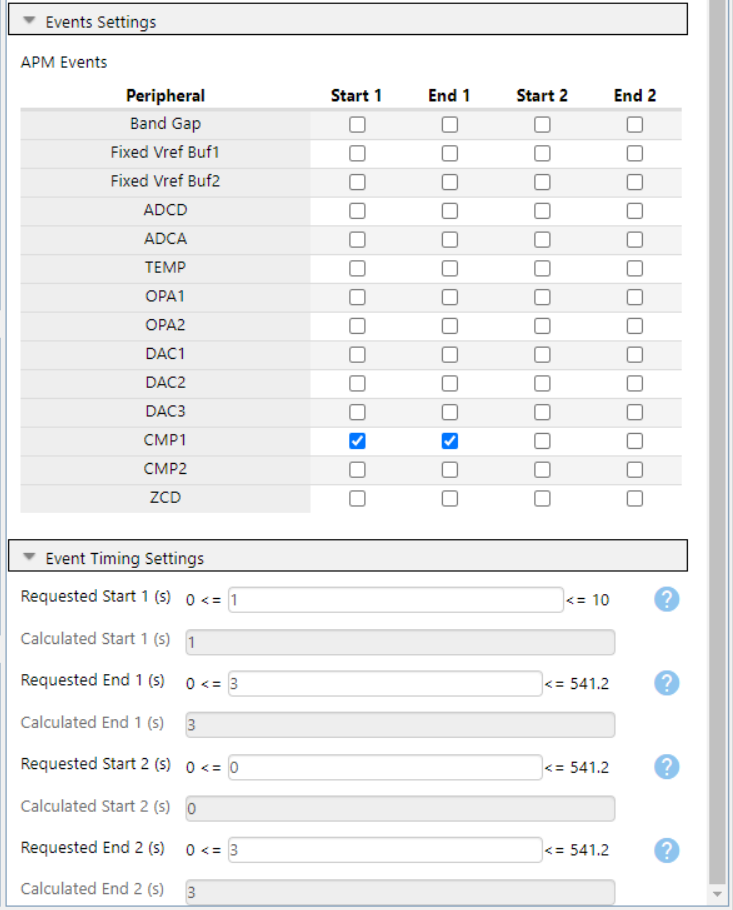 Events Settings
APM Events
Peripheral Start 1 End 1 Start 2 End 2
Band Gap
Fixed Vref Buf1
Fixed Vref Buf2
ADCD
ADCA
TEMP
OPA1
OPA2
DAC1
DAC2
DAC3
CMP1
CMP2
ZCD
Event Timing Settings
Requested Start 1 (s) 0 <= 1 <= 10 ?
Calculated Start 1 (s) 1
Requested End 1 (s) 0 <= 3 <= 541.2 ?
Calculated End 1 (s) 3
Requested Start 2 (s) 0 <= 0 <= 541.2 ?
Calculated Start 2 (s) 0
Requested End 2 (s) 0 <= 3 <= 541.2 ?
Calculated End 2 (s) 3